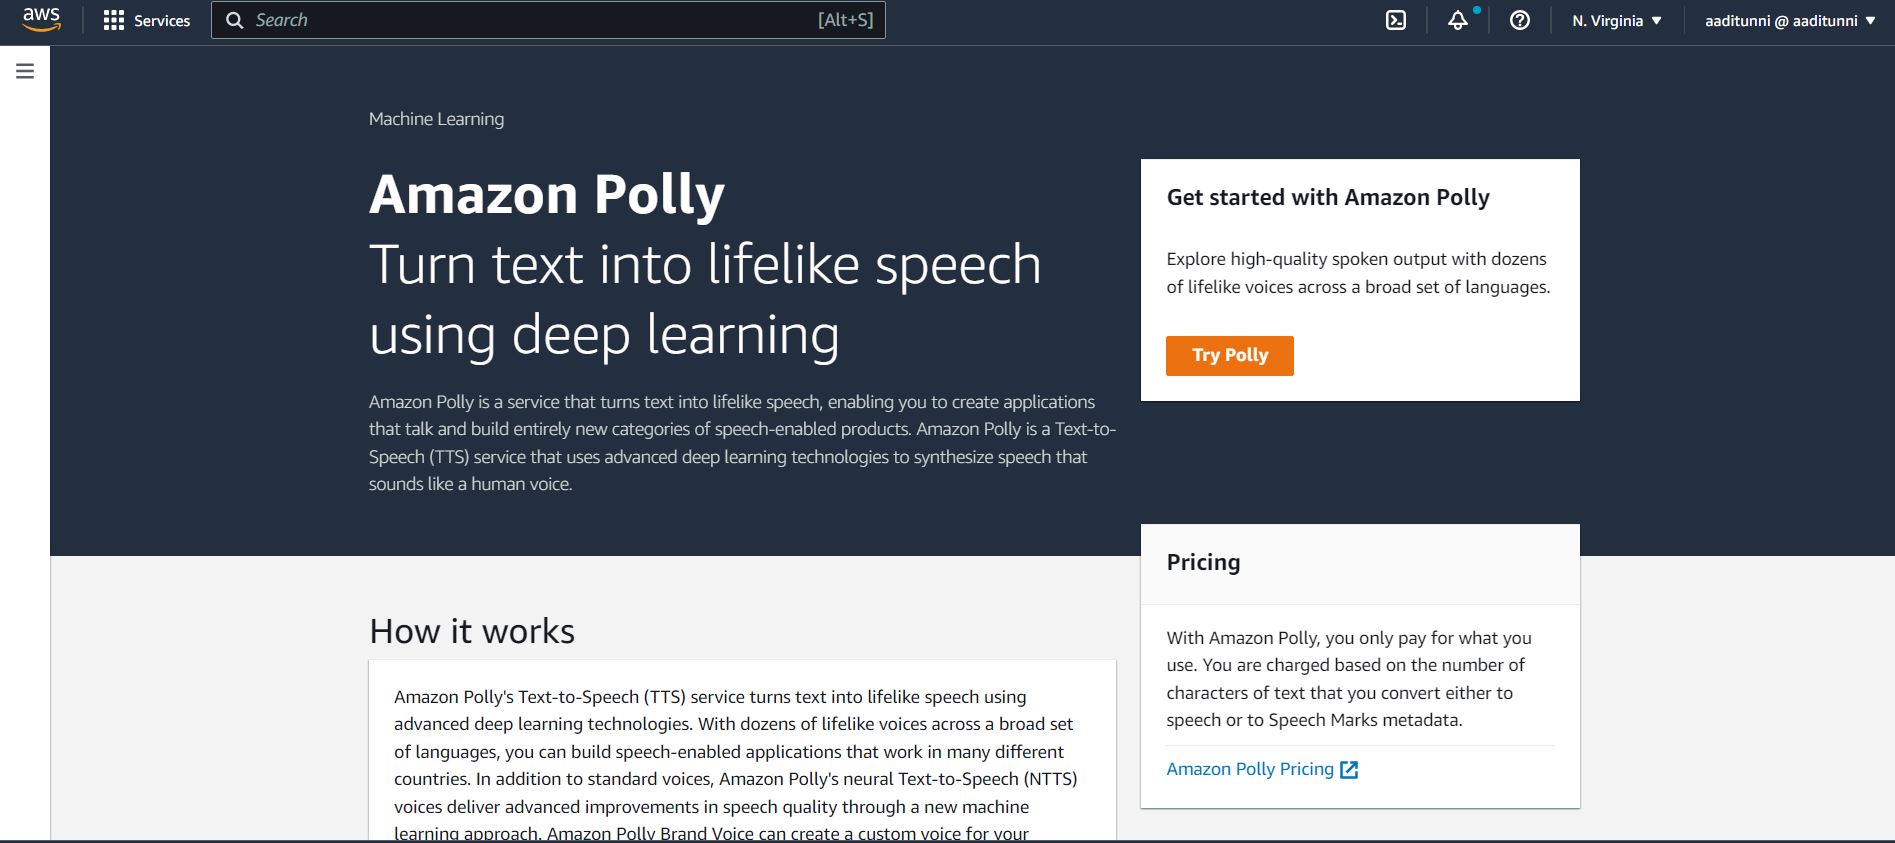 aws
Services
Search
[Alt+S]
N. Virginia
aaditunni @ aaditunni
Machine Learning
Amazon Polly
Turn text into lifelike speech
using deep learning
Amazon Polly is a service that turns text into lifelike speech, enabling you to create applications
that talk and build entirely new categories of speech-enabled products. Amazon Polly is a Text-to-
Speech (TTS) service that uses advanced deep learning technologies to synthesize speech that
sounds like a human voice.
Get started with Amazon Polly
Explore high-quality spoken output with dozens
of lifelike voices across a broad set of languages.
Try Polly
Pricing
With Amazon Polly, you only pay for what you
use. You are charged based on the number of
characters of text that you convert either to
speech or to Speech Marks metadata.
Amazon Polly Pricing
How it works
Amazon Polly's Text-to-Speech (TTS) service turns text into lifelike speech using
advanced deep learning technologies. With dozens of lifelike voices across a broad set
of languages, you can build speech-enabled applications that work in many different
countries. In addition to standard voices, Amazon Polly's neural Text-to-Speech (NTTS)
voices deliver advanced improvements in speech quality through a new machine
learning approach. Amazon Polly Brand Voice can create a custom voice for your